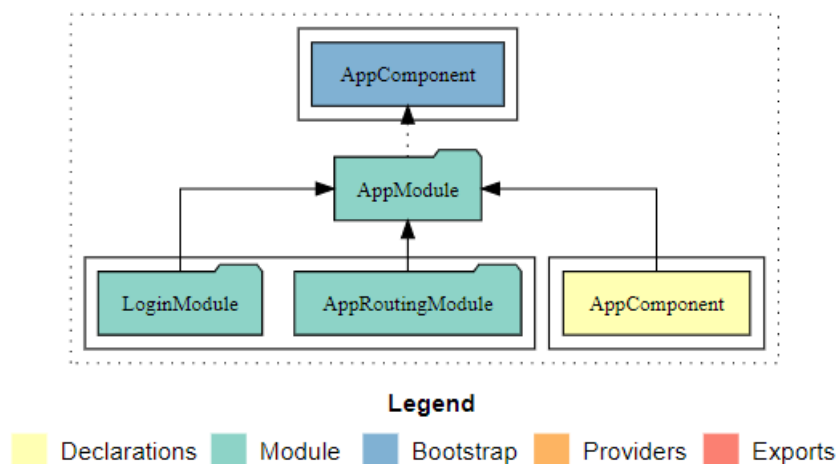 AppComponent
AppModule
LoginModule
AppRoutingModule
AppComponent
Legend
Declarations
Module
Bootstrap
Providers
Exports